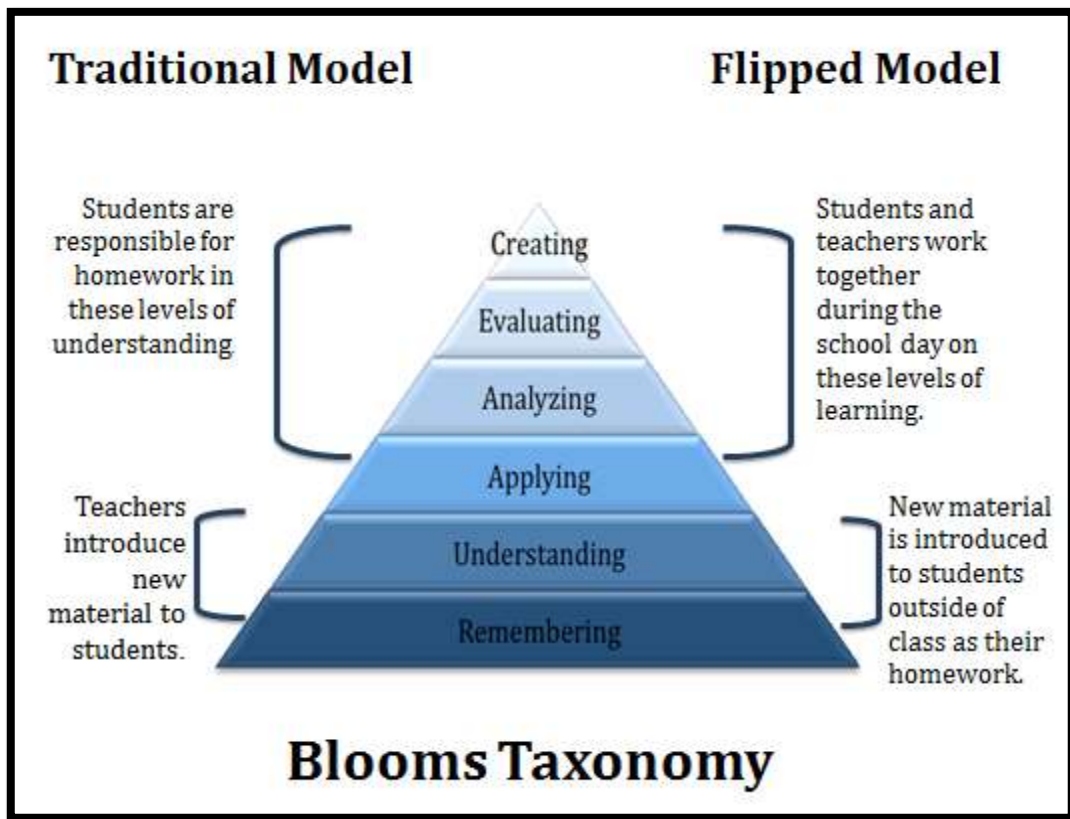 Traditional Model
Flipped Model
Students are
responsible for
homework in
these levels of
understanding
Teachers
introduce
new
material to
students.
Creating
Evaluating
Analyzing
Applying
Understanding
Remembering
Students and
teachers work
together
during the
school day on
these levels of
learning.
New material
is introduced
to students
outside of
class as their
homework.
Blooms Taxonomy